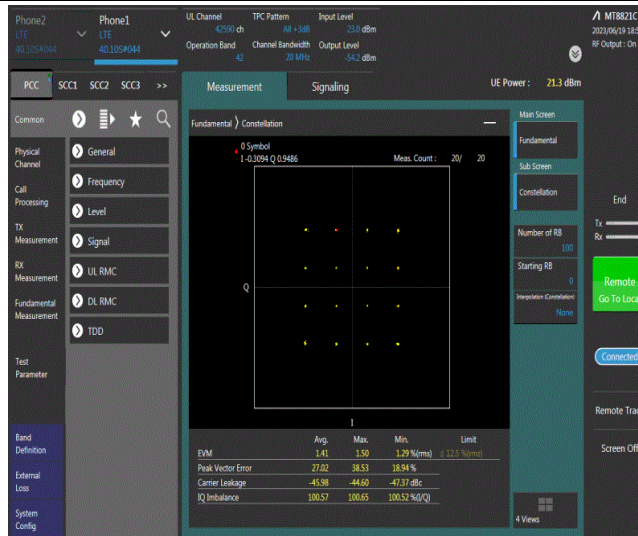 Phone2
LTE
40.105#044
Phone1
LTE
40.105#044
UL Channel TPC Pattern Input Level
42590 ch All +3dB 23.0 dBm
Operation Band Channel Bandwidth Output Level
42 20 MHz -54.2 dBm
MT8821C
2023/06/19 18:5
RF Output : On
PCC SCC1 SCC2 SCC3 >>
Measurement Signaling UE Power : 21.3 dBm
Common
Physical
Channel
Call
Processing
TX
Measurement
RX
Measurement
Fundamental
Measurement
Test
Parameter
Band
Definition
External
Loss
System
Config
General
Frequency
Level
Signal
UL RMC
DL RMC
TDD
Fundamental 〉 Constellation
0 Symbol
I -0.3094 Q 0.9486 Meas. Count : 20/ 20
Q
I
Avg. Max. Min. Limit
EVM 1.41 1.50 1.29 %(rms) ≤ 12.5 %(rms)
Peak Vector Error 27.02 38.53 18.94 %
Carrier Leakage -45.98 -44.60 -47.37 dBc
IQ Imbalance 100.57 100.65 100.52 %(I/Q)
Main Screen
Fundamental
Sub Screen
Constellation
Number of RB
100
Starting RB
0
Interpolation (Constellation)
None
4 Views
End
Tx
Rx
Remote
Go To Loca
Connected
Remote Trac
Screen Off